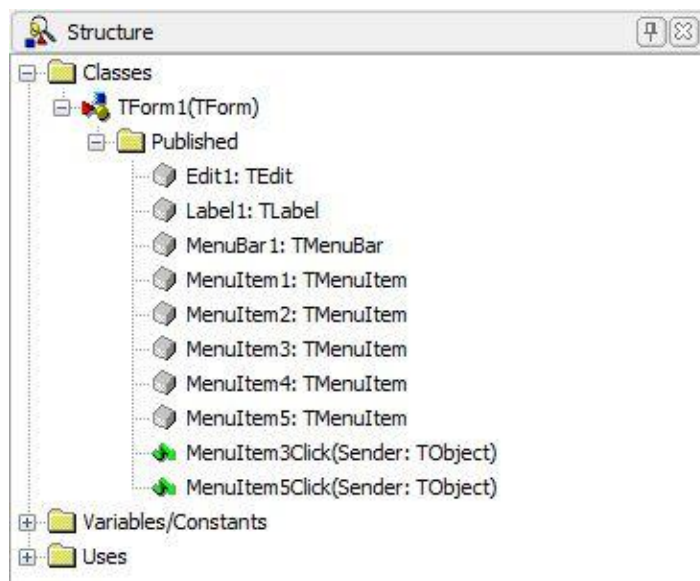 Structure
Classes
TForm1(TForm)
Published
Edit1: TEdit
Label1: TLabel
MenuBar1: TMenuBar
MenuItem1: TMenuItem
MenuItem2: TMenuItem
MenuItem3: TMenuItem
MenuItem4: TMenuItem
MenuItem5: TMenuItem
MenuItem3Click(Sender: TObject)
MenuItem5Click(Sender: TObject)
Variables/Constants
Uses